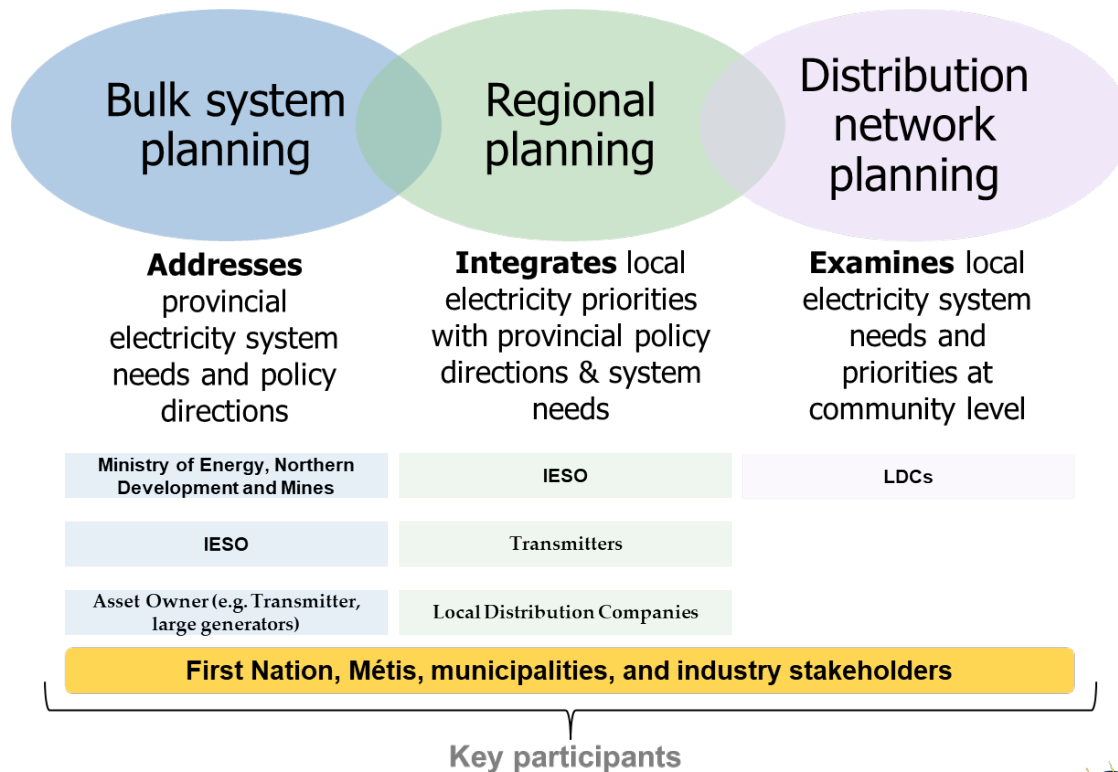 Bulk system
planning
Regional
planning
Distribution
network
planning
Addresses
provincial
electricity system
needs and policy
directions
Integrates local
electricity priorities
with provincial policy
directions & system
needs
Examines local
electricity system
needs and
priorities at
community level
Ministry of Energy, Northern
Development and Mines
IESO
LDCs
IESO
Transmitters
Asset Owner (e.g. Transmitter,
large generators)
Local Distribution Companies
First Nation, Métis, municipalities, and industry stakeholders
Key participants